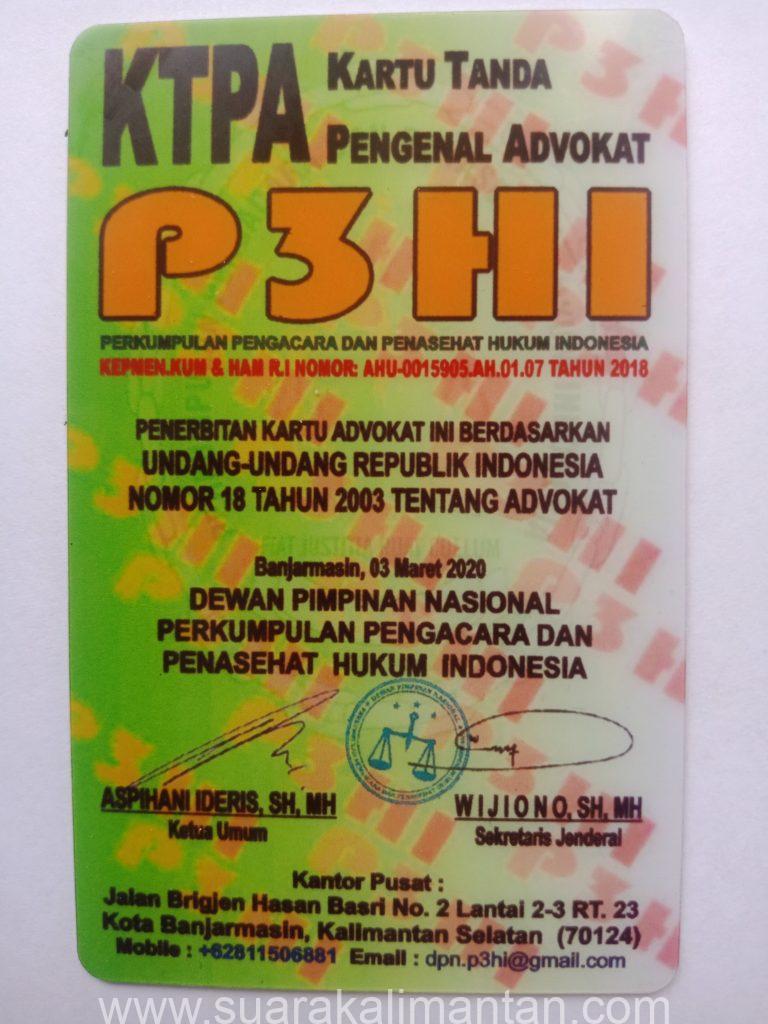 KTPA KARTU TANDA
PENGENAL ADVOKAT
P3HI
PERKUMPULAN PENGACARA DAN PENASEHAT HUKUM INDONESIA
KEPMEN.KUM & HAM R.I NOMOR: AHU-0015905.AH.01.07 TAHUN 2018
PENERBITAN KARTU ADVOKAT INI BERDASARKAN
UNDANG-UNDANG REPUBLIK INDONESIA
NOMOR 18 TAHUN 2003 TENTANG ADVOKAT
Banjarmasin, 03 Maret 2020
DEWAN PIMPINAN NASIONAL
PERKUMPULAN PENGACARA DAN
PENASEHAT HUKUM INDONESIA
DEWAN PIMPINAN NASIONAL
ASPIHANI IDERIS, SH, MH
Ketua Umum
WIJIONO, SH, MH
Sekretaris Jenderal
Kantor Pusat :
Jalan Brigjen Hasan Basri No. 2 Lantai 2-3 RT. 23
Kota Banjarmasin, Kalimantan Selatan (70124)
Mobile : +62811506881 Email : dpn.p3hi@gmail.com
www.suarakalimantan.com